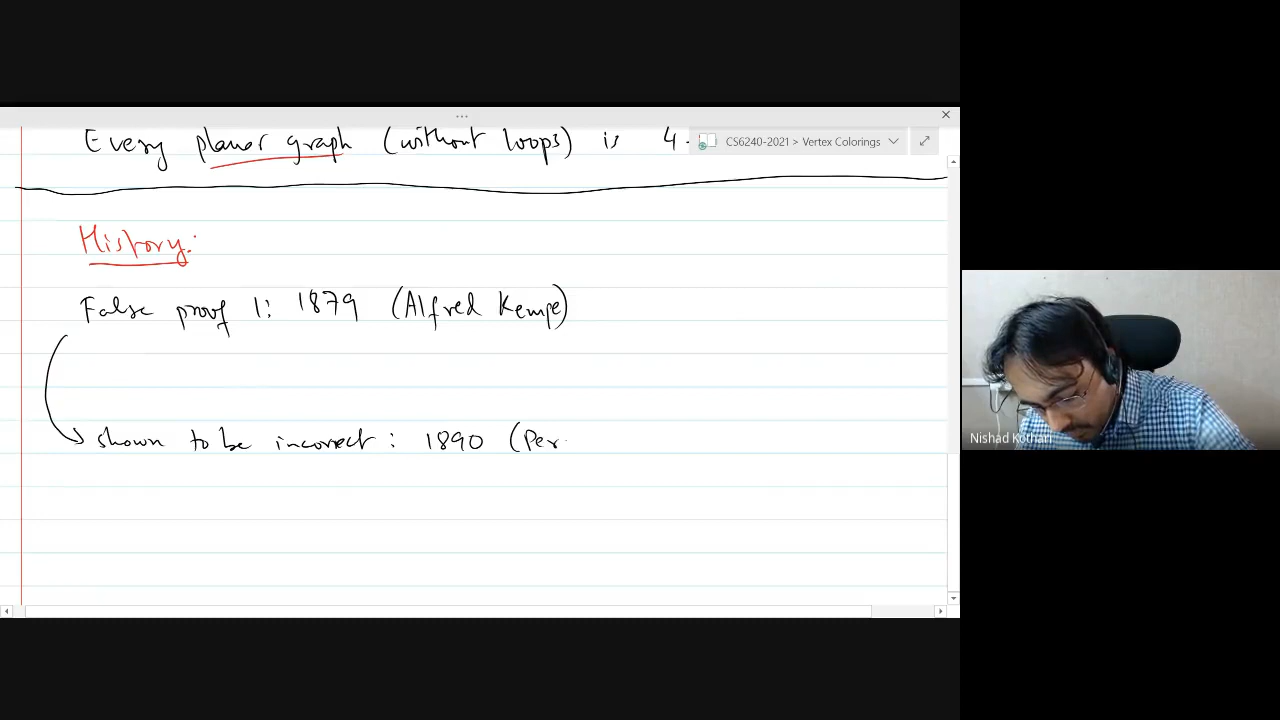 Every planar graph (without loops) is 4-
CS6240-2021 > Vertex Colorings
History:
False proof 1: 1879 (Alfred Kempe)
shown to be incorrect: 1890 (Per
Nishad Kothari